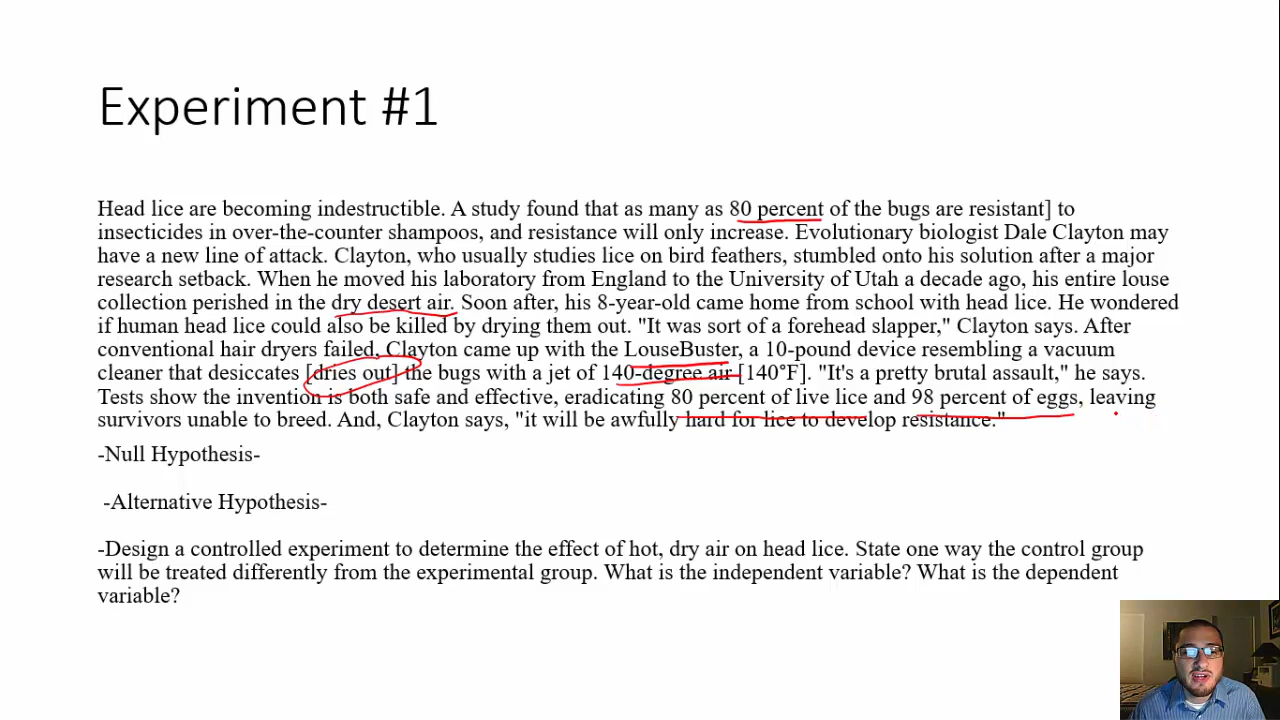 Experiment #1
Head lice are becoming indestructible. A study found that as many as 80 percent of the bugs are resistant] to
insecticides in over-the-counter shampoos, and resistance will only increase. Evolutionary biologist Dale Clayton may
have a new line of attack. Clayton, who usually studies lice on bird feathers, stumbled onto his solution after a major
research setback. When he moved his laboratory from England to the University of Utah a decade ago, his entire louse
collection perished in the dry desert air. Soon after, his 8-year-old came home from school with head lice. He wondered
if human head lice could also be killed by drying them out. "It was sort of a forehead slapper," Clayton says. After
conventional hair dryers failed, Clayton came up with the LouseBuster, a 10-pound device resembling a vacuum
cleaner that desiccates [dries out] the bugs with a jet of 140-degree air [140°F]. "It's a pretty brutal assault," he says.
Tests show the invention is both safe and effective, eradicating 80 percent of live lice and 98 percent of eggs, leaving
survivors unable to breed. And, Clayton says, "it will be awfully hard for lice to develop resistance."
-Null Hypothesis-
-Alternative Hypothesis-
-Design a controlled experiment to determine the effect of hot, dry air on head lice. State one way the control group
will be treated differently from the experimental group. What is the independent variable? What is the dependent
variable?